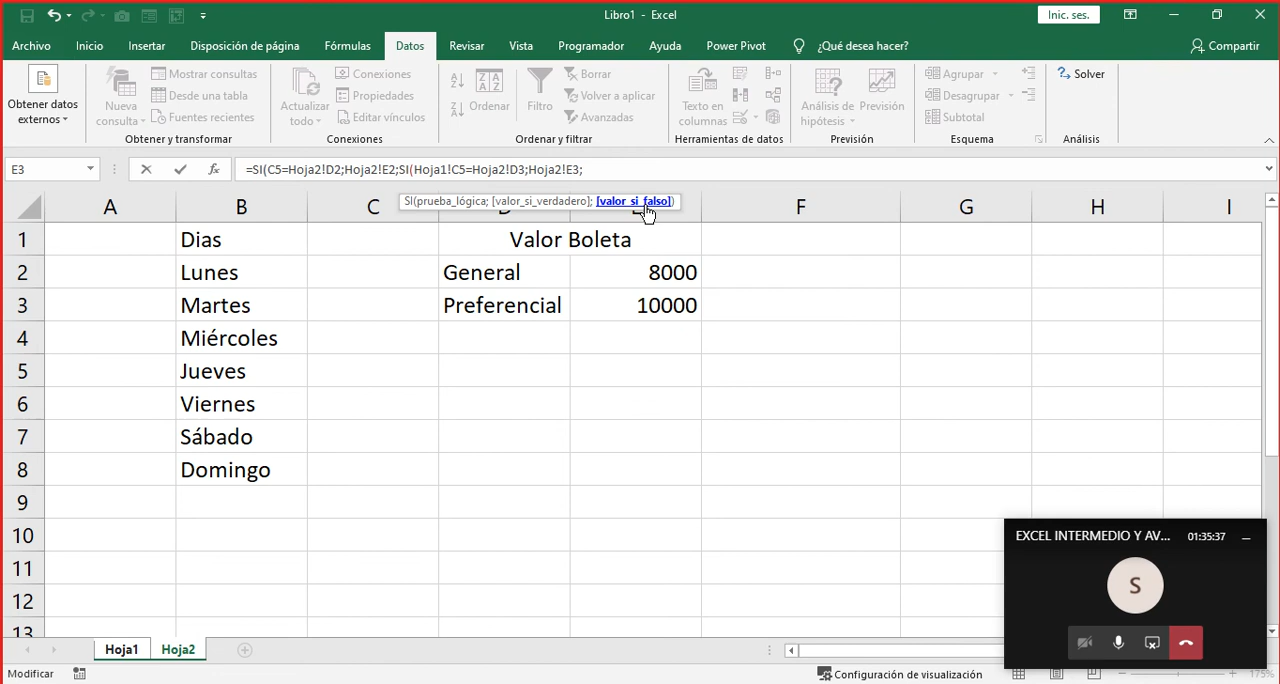 Libro1 - Excel
Inic. ses.
Archivo Inicio Insertar Disposición de página Fórmulas Datos Revisar Vista Programador Ayuda Power Pivot ¿Qué desea hacer? Compartir
Obtener datos externos
Nueva consulta
Mostrar consultas
Desde una tabla
Fuentes recientes
Obtener y transformar
Actualizar todo
Conexiones
Propiedades
Editar vínculos
Conexiones
Ordenar
Filtro
Borrar
Volver a aplicar
Avanzadas
Ordenar y filtrar
Texto en columnas
Herramientas de datos
Análisis de hipótesis
Previsión
Previsión
Agrupar
Desagrupar
Subtotal
Esquema
Solver
Análisis
E3 fx =SI(C5=Hoja2!D2;Hoja2!E2;SI(Hoja1!C5=Hoja2!D3;Hoja2!E3;
SI(prueba_lógica; [valor_si_verdadero]; [valor_si_falso])
A B C D E F G H I
1 Dias Valor Boleta
2 Lunes General 8000
3 Martes Preferencial 10000
4 Miércoles
5 Jueves
6 Viernes
7 Sábado
8 Domingo
9
10
11
12
13
EXCEL INTERMEDIO Y AV... 01:35:37
S
Hoja1 Hoja2
Modificar Configuración de visualización 175%